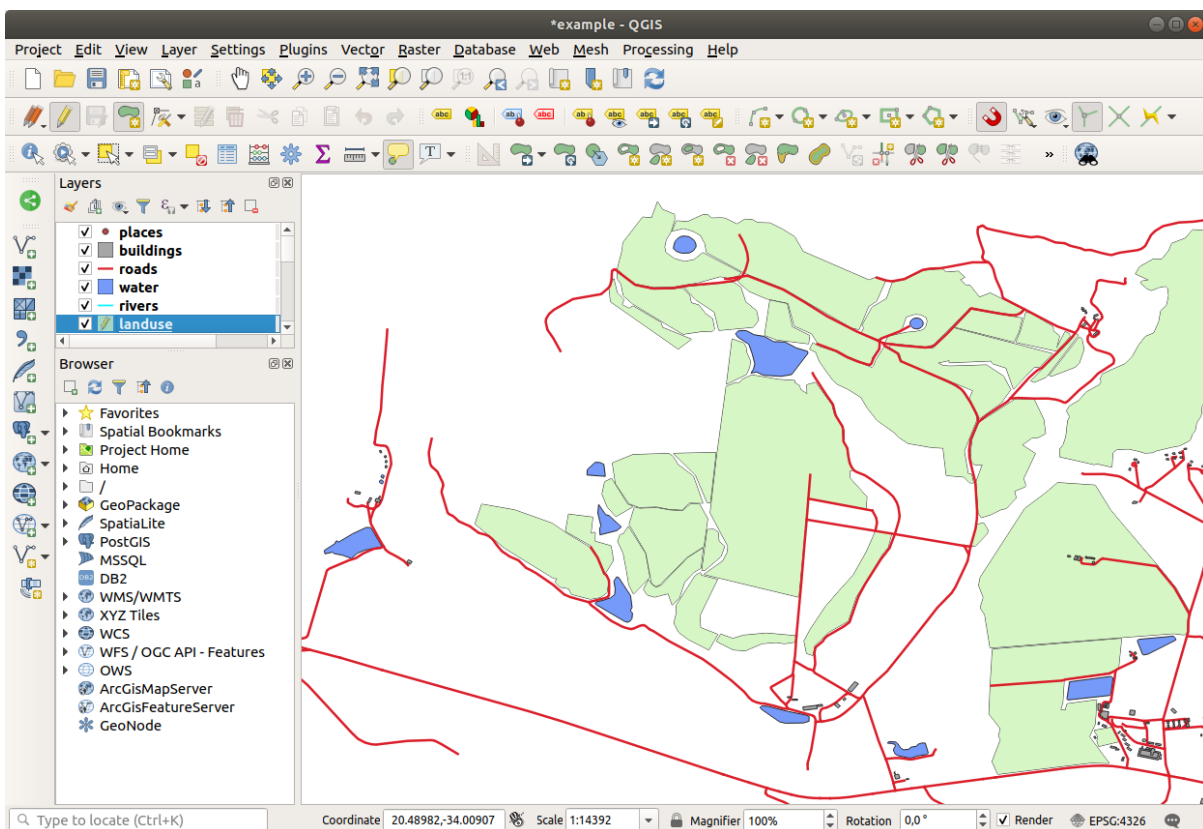 *example - QGIS
Project Edit View Layer Settings Plugins Vector Raster Database Web Mesh Processing Help
Layers
places
buildings
roads
water
rivers
landuse
Browser
Favorites
Spatial Bookmarks
Project Home
Home
/
GeoPackage
SpatiaLite
PostGIS
MSSQL
DB2
WMS/WMTS
XYZ Tiles
WCS
WFS / OGC API - Features
OWS
ArcGisMapServer
ArcGisFeatureServer
GeoNode
Type to locate (Ctrl+K) Coordinate 20.48982,-34.00907 Scale 1:14392 Magnifier 100% Rotation 0,0 ° Render EPSG:4326